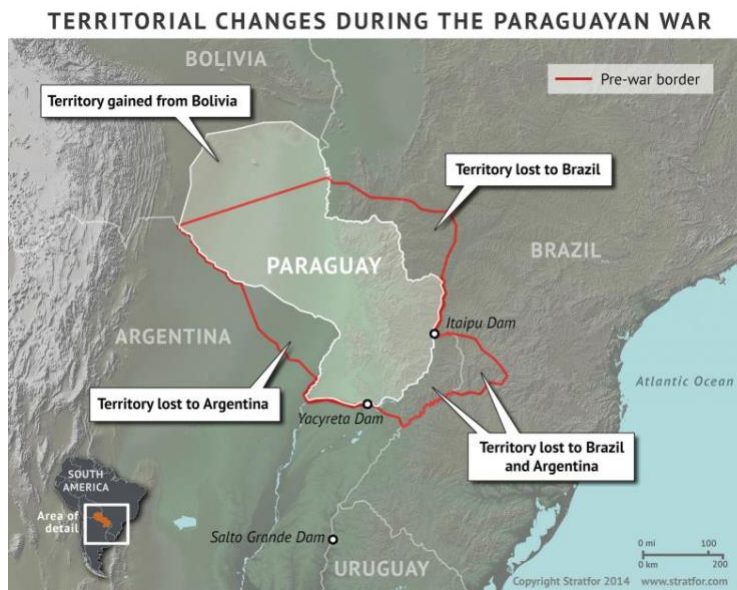 TERRITORIAL CHANGES DURING THE PARAGUAYAN WAR
BOLIVIA
Pre-war border
Territory gained from Bolivia
Territory lost to Brazil
PARAGUAY
BRAZIL
Itaipu Dam
ARGENTINA
Atlantic Ocean
Territory lost to Argentina
Yacyreta Dam
Territory lost to Brazil
and Argentina
SOUTH
AMERICA
Area of
detail
Salto Grande Dam
URUGUAY
0 mi 100
0 km 200
Copyright Stratfor 2014 www.stratfor.com